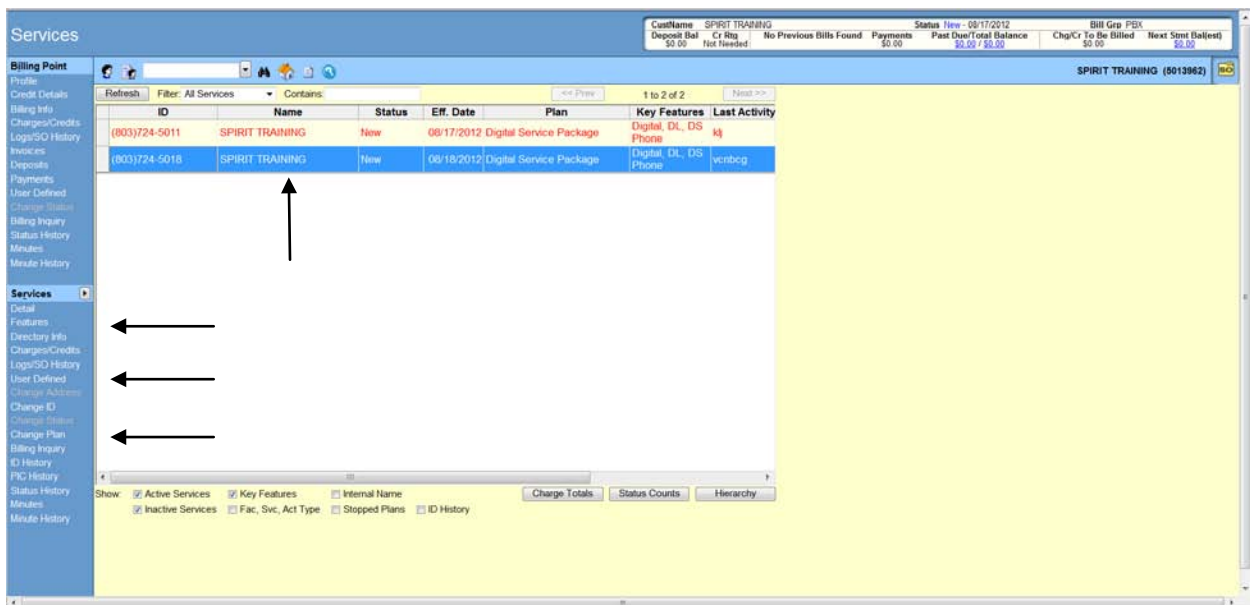 Services
CustName SPIRIT TRAINING Status New - 08/17/2012 Bill Grp PBX
Deposit Bal Cr Rtg No Previous Bills Found Payments Past Due/Total Balance Chg/Cr To Be Billed Next Stmt Bal(est)
$0.00 Not Needed $0.00 $0.00 / $0.00 $0.00 $0.00
Billing Point
Profile
Credit Details
Billing Info
Charges/Credits
Logs/SO History
Invoices
Deposits
Payments
User Defined
Change Status
Billing Inquiry
Status History
Minutes
Minute History
Services
Detail
Features
Directory Info
Charges/Credits
Logs/SO History
User Defined
Change Address
Change ID
Change Status
Change Plan
Billing Inquiry
ID History
PIC History
Status History
Minutes
Minute History
SPIRIT TRAINING (5013962) SO
Refresh Filter: All Services Contains: << Prev 1 to 2 of 2 Next >>
ID Name Status Eff. Date Plan Key Features Last Activity
(803)724-5011 SPIRIT TRAINING New 08/17/2012 Digital Service Package Digital, DL, DS Phone klj
(803)724-5018 SPIRIT TRAINING New 08/18/2012 Digital Service Package Digital, DL, DS Phone vcnbcg
Show: Active Services Key Features Internal Name Charge Totals Status Counts Hierarchy
Inactive Services Fac, Svc, Act Type Stopped Plans ID History